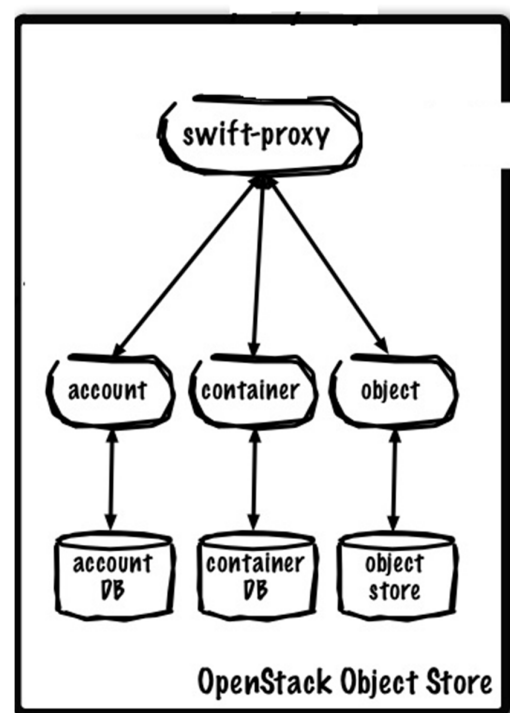 swift-proxy
account
container
object
account
DB
container
DB
object
store
OpenStack Object Store